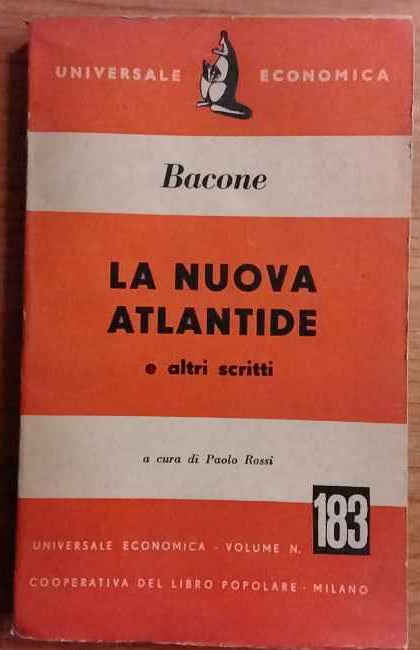 UNIVERSALE ECONOMICA
Bacone
LA NUOVA
ATLANTIDE
e altri scritti
a cura di Paolo Rossi
183
UNIVERSALE ECONOMICA - VOLUME N.
COOPERATIVA DEL LIBRO POPOLARE - MILANO